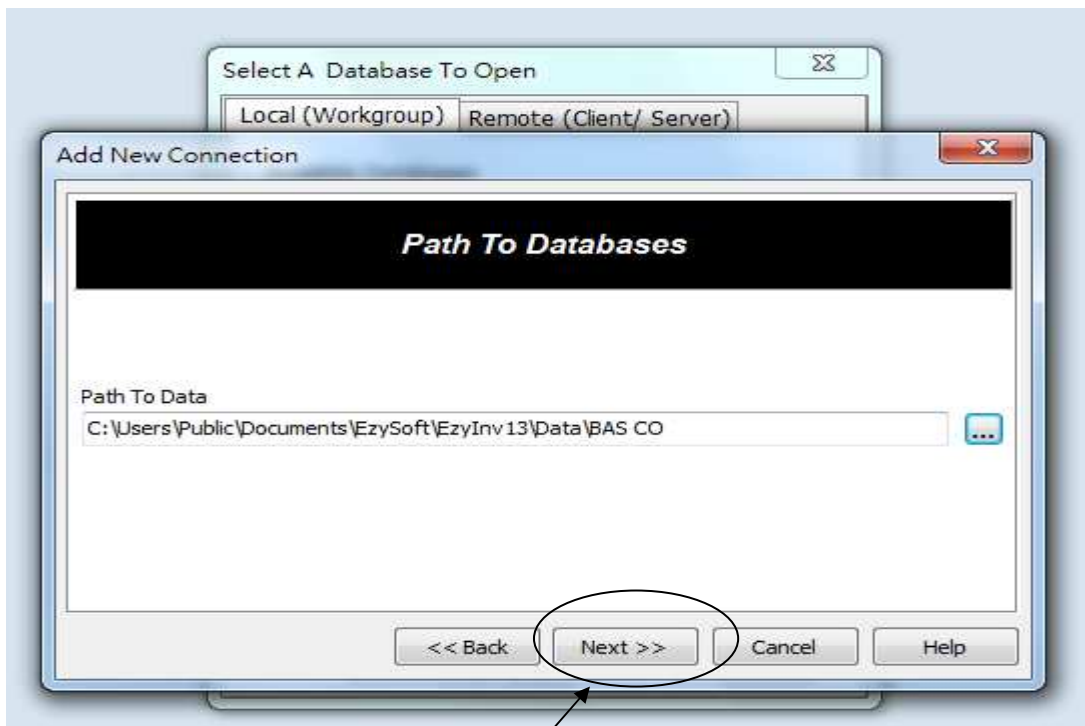 Select A Database To Open
Local (Workgroup) Remote (Client/ Server)
Add New Connection
Path To Databases
Path To Data
C:\Users\Public\Documents\EzySoft\EzyInv13\Data\BAS CO
...
<< Back Next >> Cancel Help